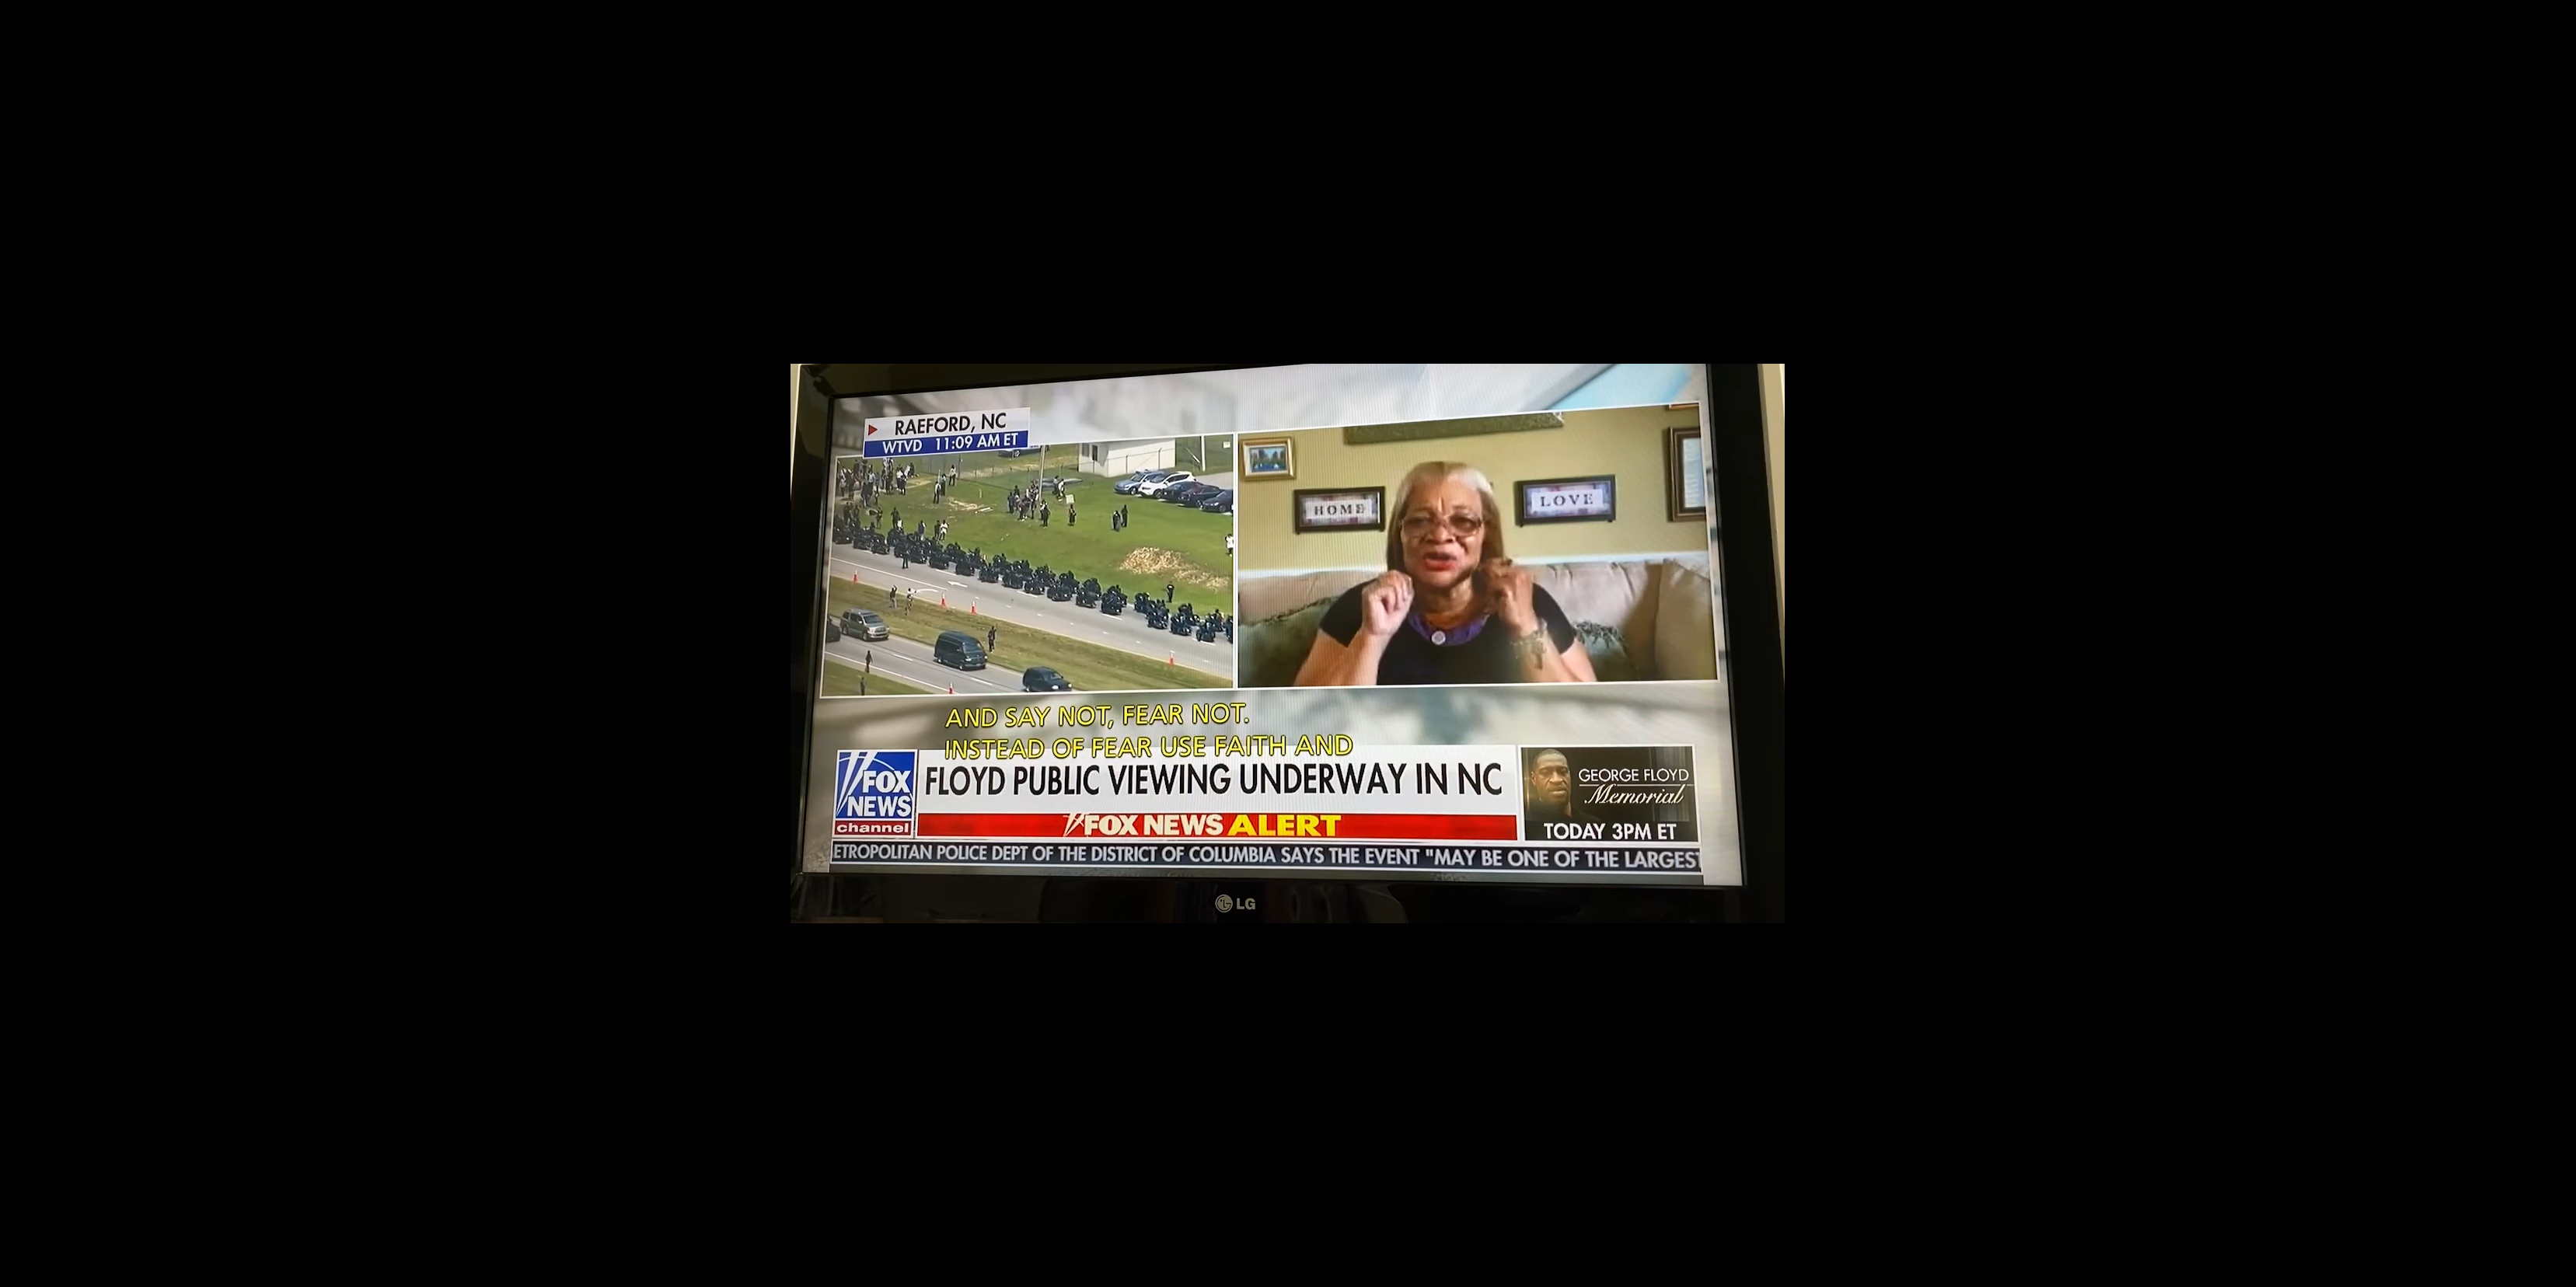 RAEFORD, NC
WTVD 11:09 AM ET
HOME
LOVE
AND SAY NOT, FEAR NOT.
INSTEAD OF FEAR USE FAITH AND
FOX
NEWS
channel
FLOYD PUBLIC VIEWING UNDERWAY IN NC
FOX NEWS ALERT
GEORGE FLOYD
Memorial
TODAY 3PM ET
ETROPOLITAN POLICE DEPT OF THE DISTRICT OF COLUMBIA SAYS THE EVENT "MAY BE ONE OF THE LARGEST
LG